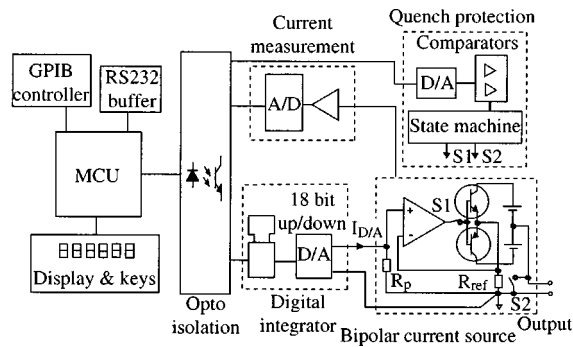 Current
measurement
Quench protection
Comparators
D/A
State machine
S1 S2
GPIB
controller
RS232
buffer
MCU
Display & keys
A/D
Opto
isolation
18 bit
up/down
D/A
Digital
integrator
I_D/A
+
-
S1
R_p
R_ref
S2
Bipolar current source
Output